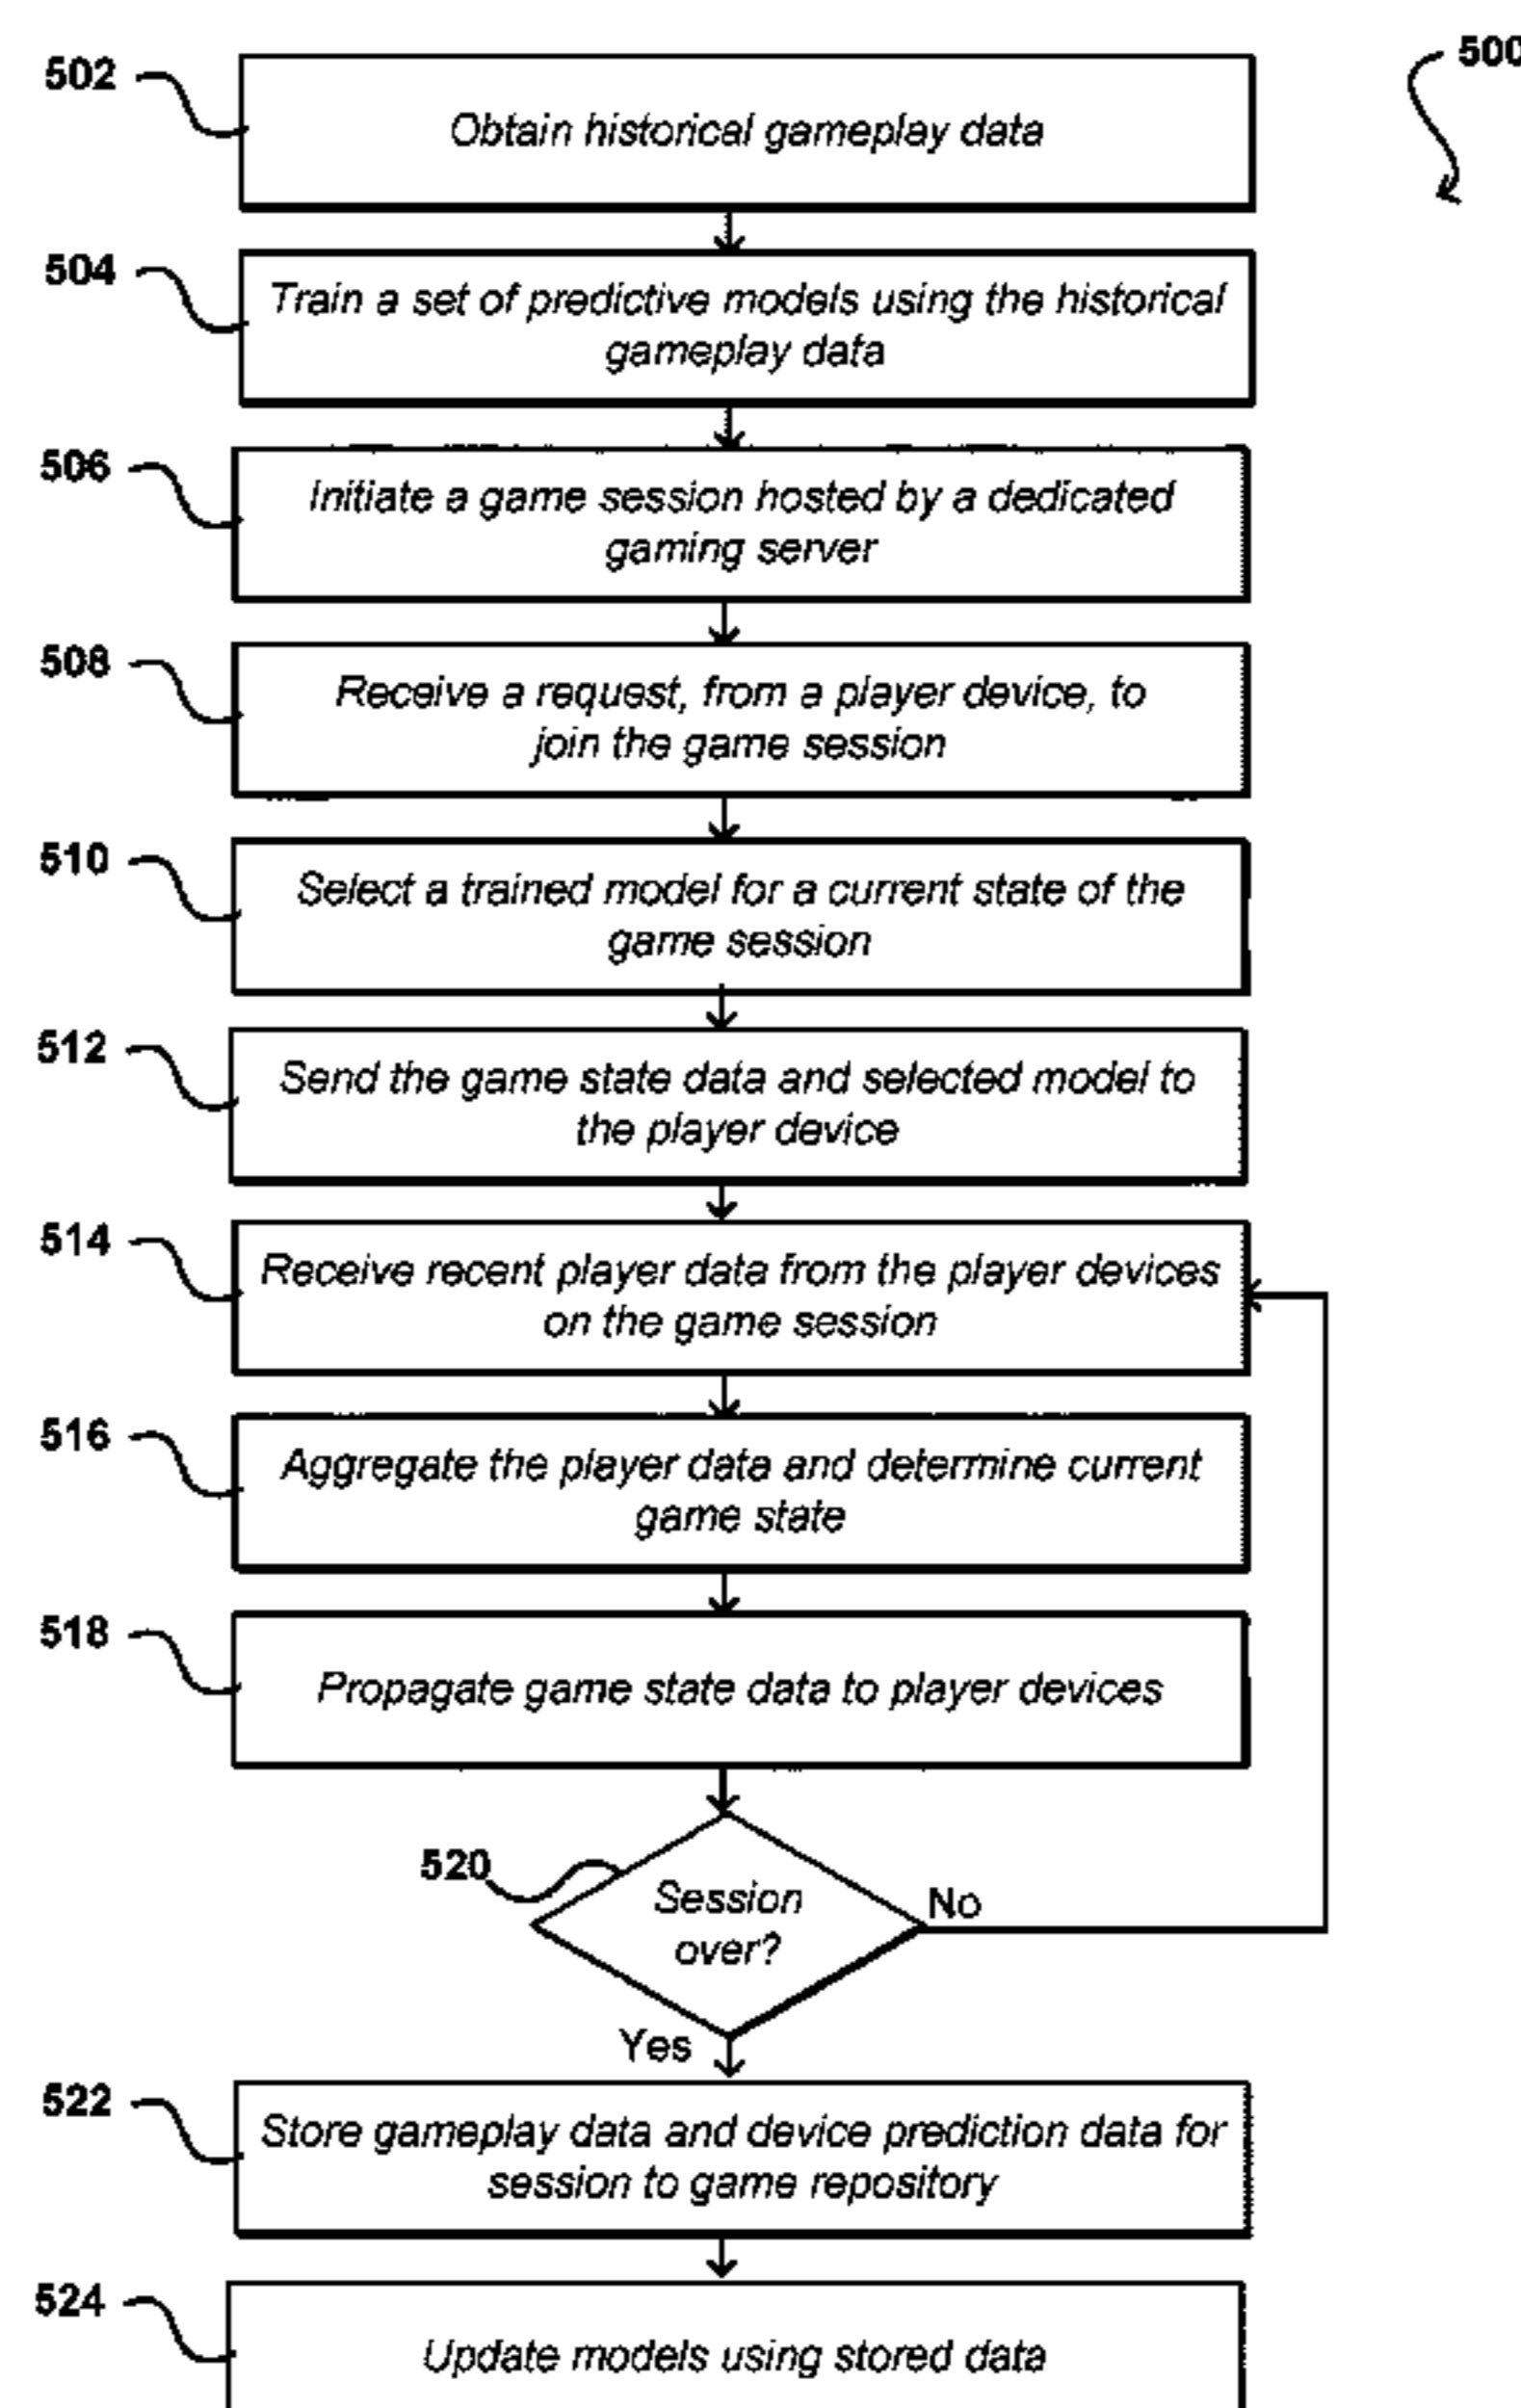 500
502
Obtain historical gameplay data
504
Train a set of predictive models using the historical
gameplay data
506
Initiate a game session hosted by a dedicated
gaming server
508
Receive a request, from a player device, to
join the game session
510
Select a trained model for a current state of the
game session
512
Send the game state data and selected model to
the player device
514
Receive recent player data from the player devices
on the game session
516
Aggregate the player data and determine current
game state
518
Propagate game state data to player devices
520
Session
over?
No
Yes
522
Store gameplay data and device prediction data for
session to game repository
524
Update models using stored data